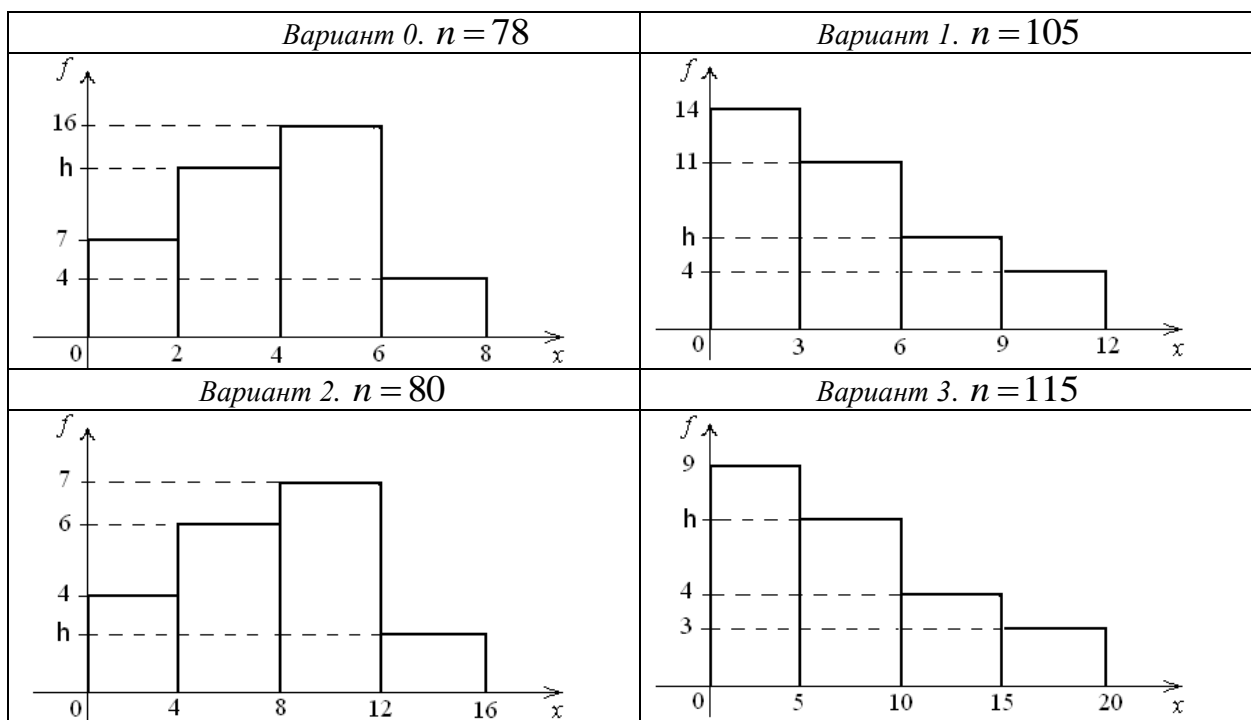 Вариант 0. n = 78
Вариант 1. n = 105
f
16
h
7
4
0 2 4 6 8 x
f
14
11
h
4
0 3 6 9 12 x
Вариант 2. n = 80
Вариант 3. n = 115
f
7
6
4
h
0 4 8 12 16 x
f
9
h
4
3
0 5 10 15 20 x